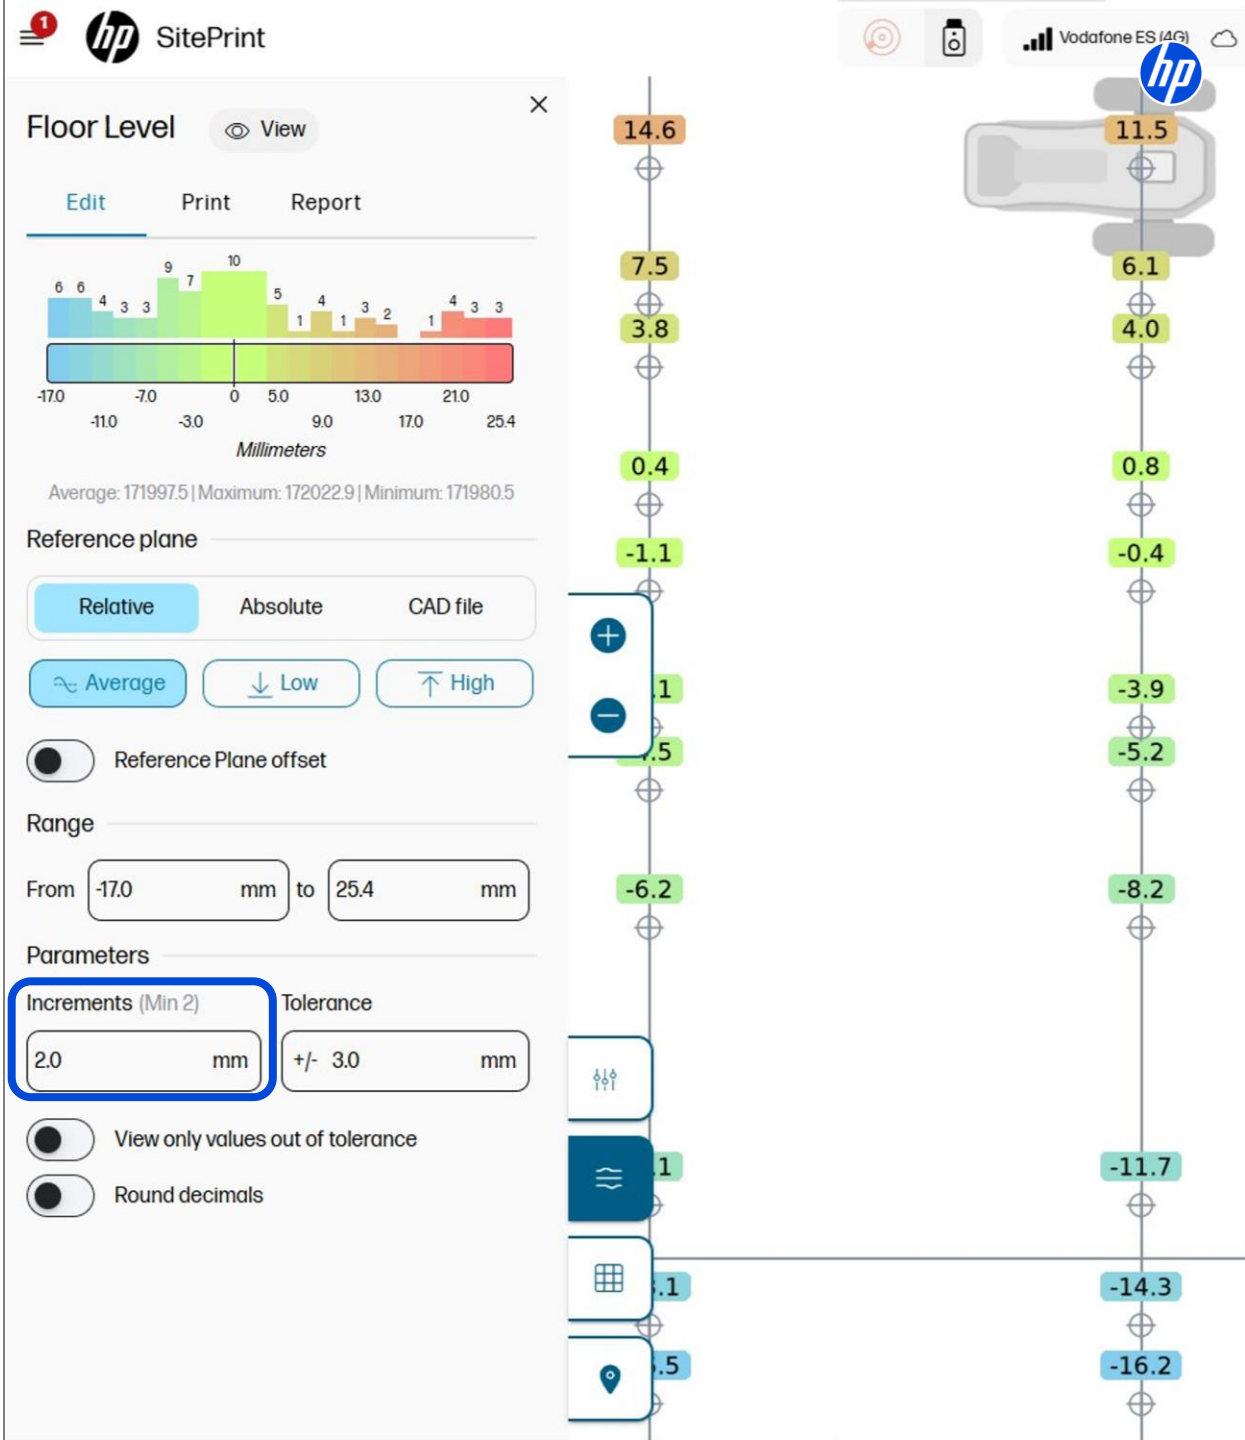 1
hp SitePrint
Vodafone ES (4G)
hp
Floor Level
View
Edit Print Report
6 6 4 3 3 9 7 10 5 1 4 1 3 2 1 4 3 3
-17.0 -7.0 0 5.0 13.0 21.0
-11.0 -3.0 9.0 17.0 25.4
Millimeters
Average: 171997.5 | Maximum: 172022.9 | Minimum: 171980.5
Reference plane
Relative Absolute CAD file
Average Low High
Reference Plane offset
Range
From -17.0 mm to 25.4 mm
Parameters
Increments (Min 2) Tolerance
2.0 mm +/- 3.0 mm
View only values out of tolerance
Round decimals
14.6 11.5
7.5 6.1
3.8 4.0
0.4 0.8
-1.1 -0.4
.1 -3.9
.5 -5.2
-6.2 -8.2
.1 -11.7
.1 -14.3
.5 -16.2